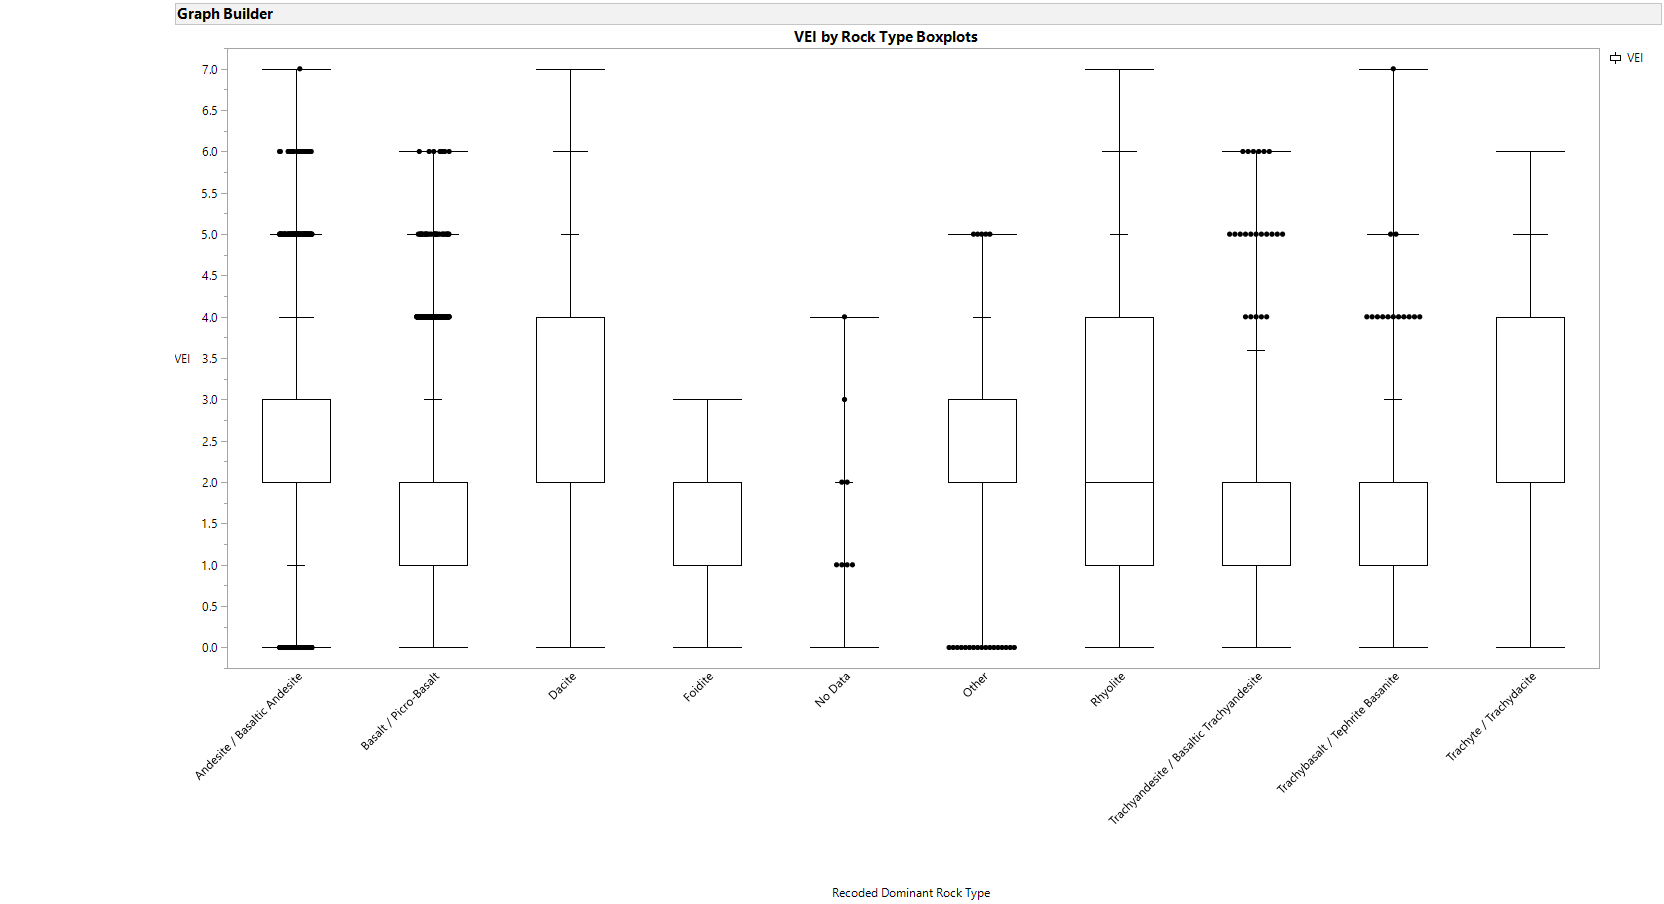 Graph Builder
VEI by Rock Type Boxplots
VEI
7.0
6.5
6.0
5.5
5.0
4.5
4.0
VEI 3.5
3.0
2.5
2.0
1.5
1.0
0.5
0.0
Andesite / Basaltic Andesite
Basalt / Picro-Basalt
Dacite
Foidite
No Data
Other
Rhyolite
Trachyandesite / Basaltic Trachyandesite
Trachybasalt / Tephrite Basanite
Trachyte / Trachydacite
Recoded Dominant Rock Type